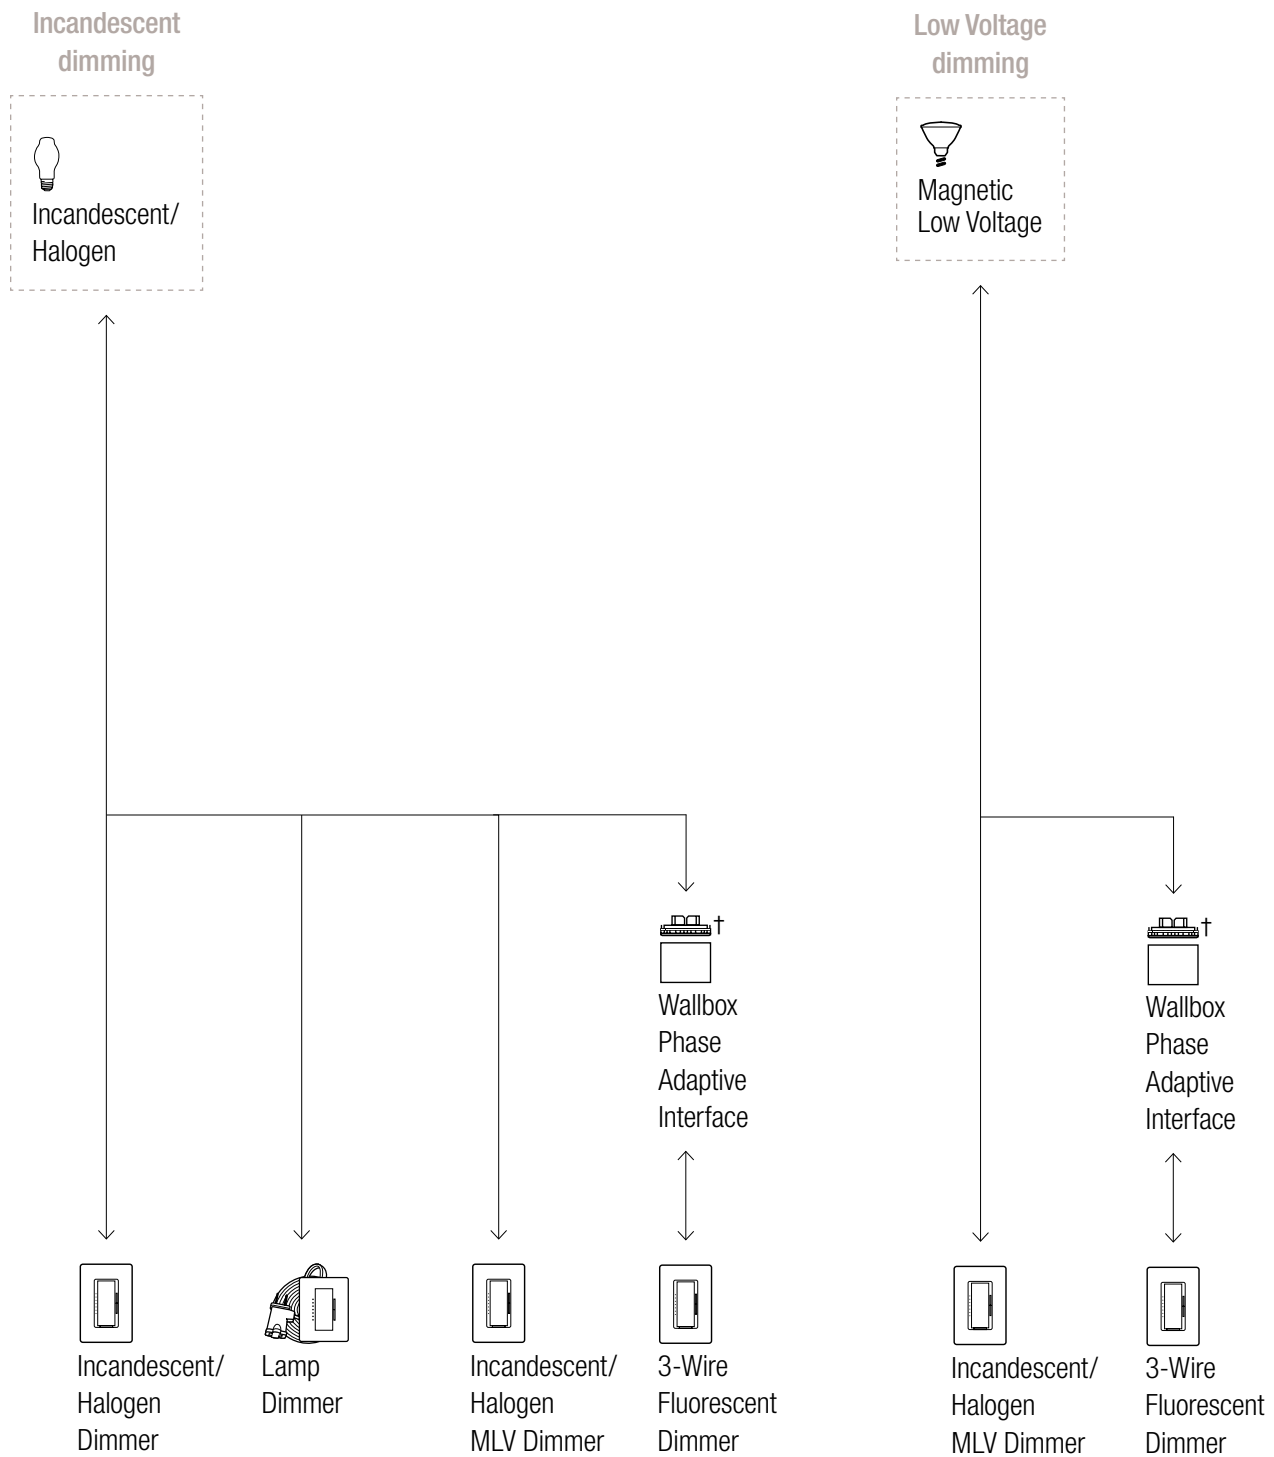 Incandescent
dimming
Incandescent/
Halogen
Low Voltage
dimming
Magnetic
Low Voltage
†
Wallbox
Phase
Adaptive
Interface
†
Wallbox
Phase
Adaptive
Interface
Incandescent/
Halogen
Dimmer
Lamp
Dimmer
Incandescent/
Halogen
MLV Dimmer
3-Wire
Fluorescent
Dimmer
Incandescent/
Halogen
MLV Dimmer
3-Wire
Fluorescent
Dimmer